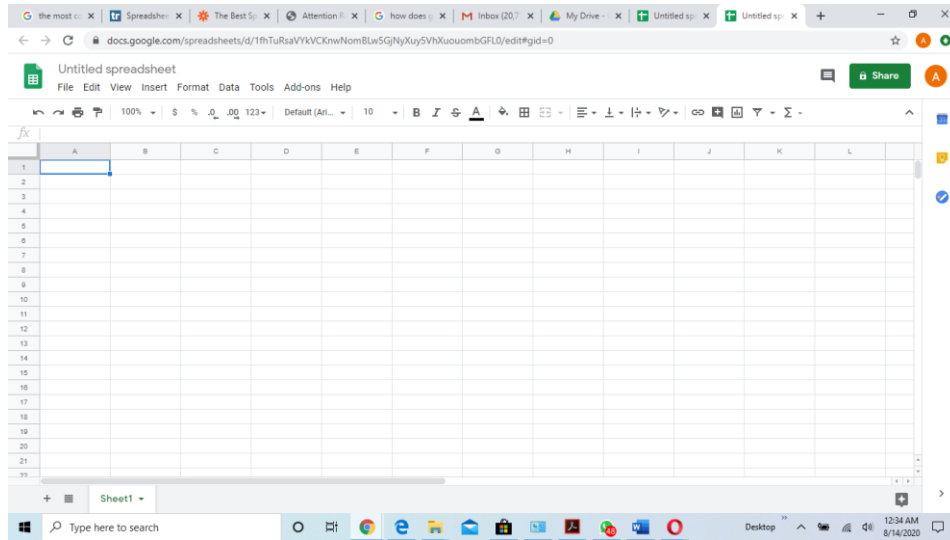 the most co
Spreadshee
The Best Sp
Attention R
how does g
Inbox (20,7
My Drive -
Untitled spr
Untitled spr
docs.google.com/spreadsheets/d/1fhTuRsaVYkVCKnwNomBLw5GjNyXuy5VhXuouombGFL0/edit#gid=0
Untitled spreadsheet
File Edit View Insert Format Data Tools Add-ons Help
Share
A
100% $ % .0 .00 123 Default (Ari... 10 B I S A
fx
A B C D E F G H I J K L
1
2
3
4
5
6
7
8
9
10
11
12
13
14
15
16
17
18
19
20
21
22
Sheet1
Type here to search
Desktop
12:34 AM
8/14/2020